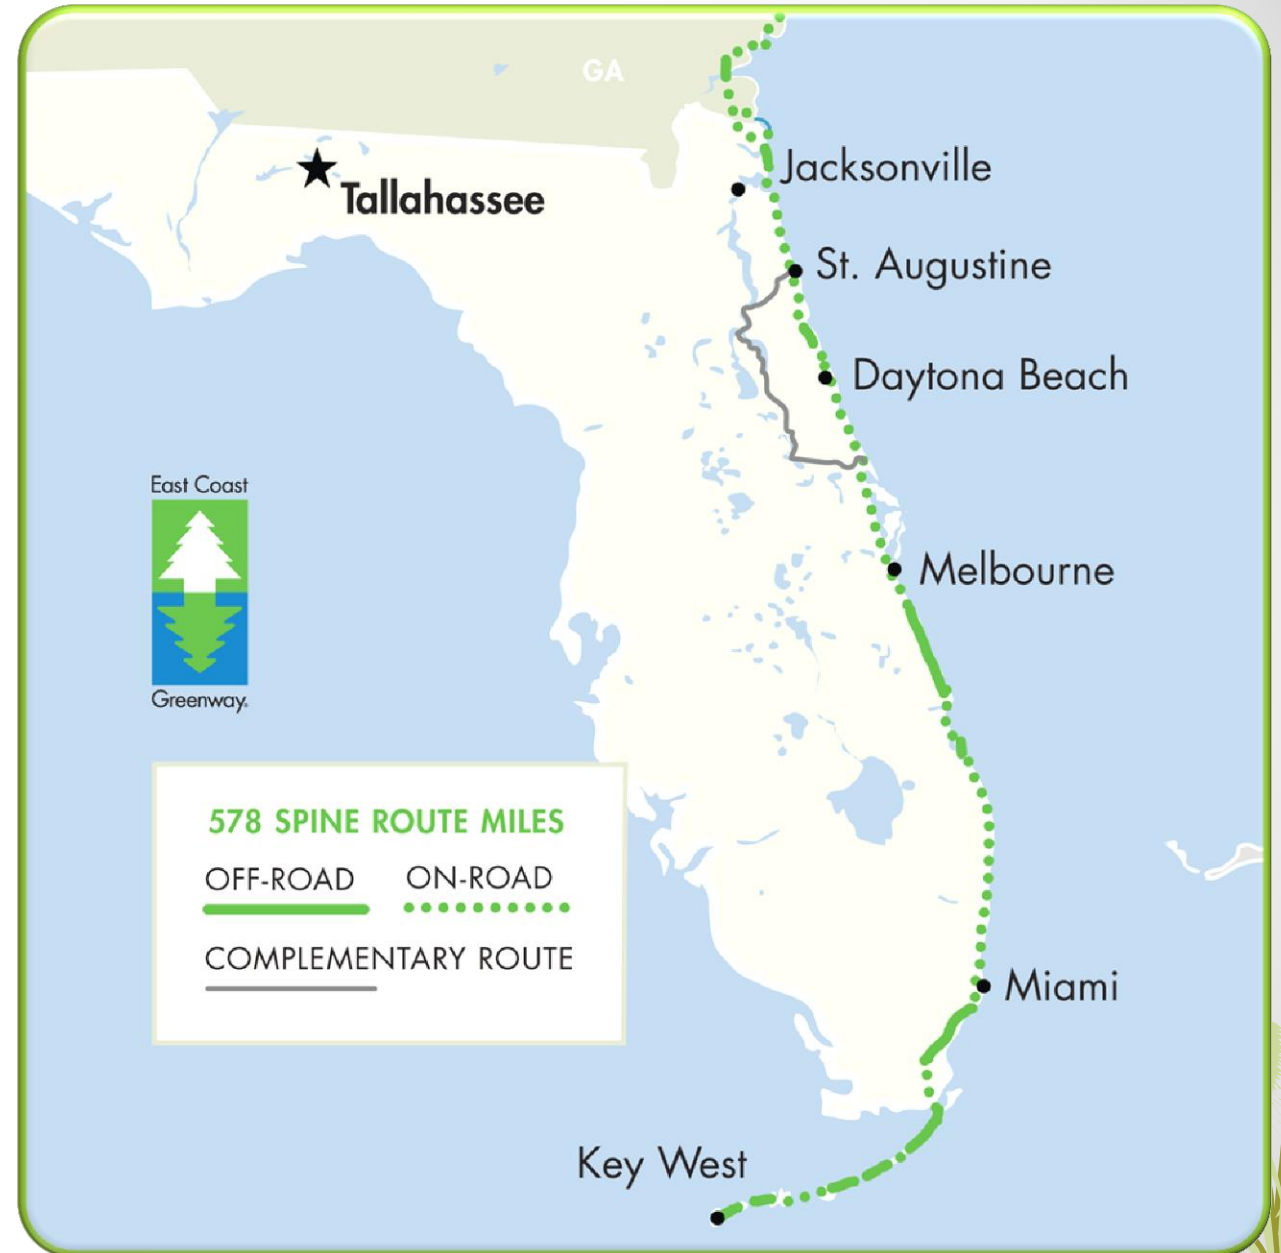 GA
Jacksonville
Tallahassee
St. Augustine
Daytona Beach
East Coast
Greenway
Melbourne
578 SPINE ROUTE MILES
OFF-ROAD ON-ROAD
COMPLEMENTARY ROUTE
Miami
Key West